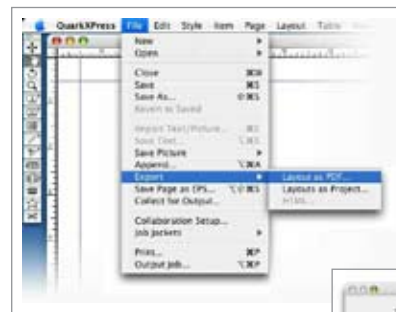 QuarkXPress File Edit Style Item Page Layout Table
New
Open
Close ⌘W
Save ⌘S
Save As... ⇧⌘S
Revert to Saved
Import Text/Picture...
Save Text...
Save Picture
Append... ⌥⌘A
Export
Layout as PDF...
Layouts as Project...
HTML...
Save Page as EPS... ⌥⇧⌘S
Collect for Output...
Collaboration Setup...
Job Jackets
Print... ⌘P
Output Job... ⌥⌘P